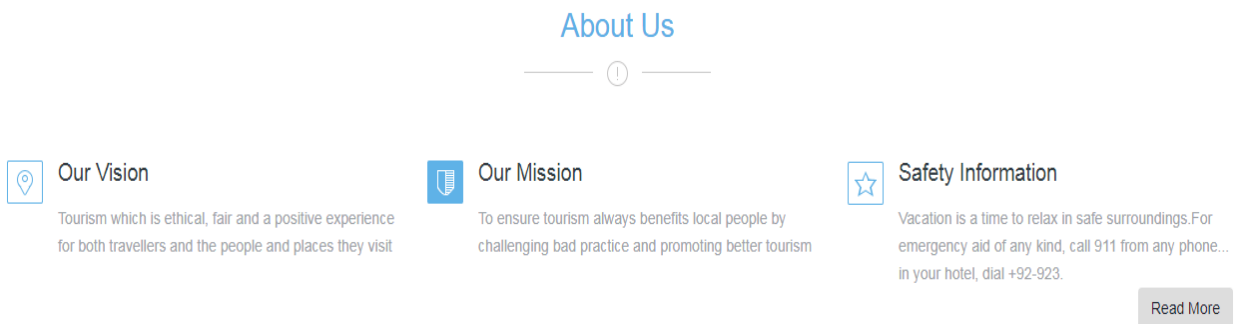 About Us
Our Vision
Tourism which is ethical, fair and a positive experience
for both travellers and the people and places they visit
Our Mission
To ensure tourism always benefits local people by
challenging bad practice and promoting better tourism
Safety Information
Vacation is a time to relax in safe surroundings.For
emergency aid of any kind, call 911 from any phone...
in your hotel, dial +92-923.
Read More